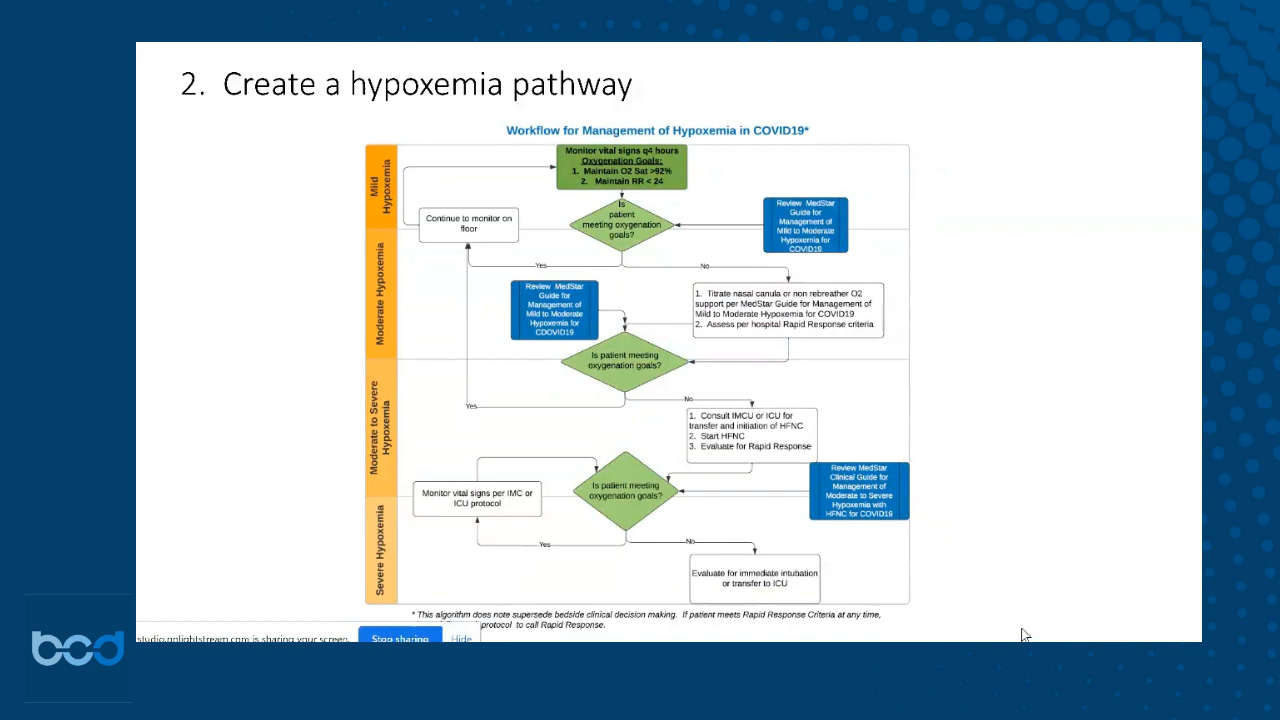 2. Create a hypoxemia pathway
Workflow for Management of Hypoxemia in COVID19*
Mild
Hypoxemia
Monitor vital signs q4 hours
Oxygenation Goals:
1. Maintain O2 Sat >92%
2. Maintain RR < 24
Is
patient
meeting oxygenation
goals?
Continue to monitor on
floor
Review MedStar
Guide for
Management of
Mild to Moderate
Hypoxemia for
COVID19
Yes
No
Moderate Hypoxemia
Review MedStar
Guide for
Management of
Mild to Moderate
Hypoxemia for
CDOVID19
1. Titrate nasal canula or non rebreather O2
support per MedStar Guide for Management of
Mild to Moderate Hypoxemia for COVID19
2. Assess per hospital Rapid Response criteria
Is patient meeting
oxygenation goals?
Yes
No
Moderate to Severe
Hypoxemia
1. Consult IMCU or ICU for
transfer and initiation of HFNC
2. Start HFNC
3. Evaluate for Rapid Response
Is patient meeting
oxygenation goals?
Monitor vital signs per IMC or
ICU protocol
Review MedStar
Clinical Guide for
Management of
Moderate to Severe
Hypoxemia with
HFNC for COVID19
Yes
No
Severe Hypoxemia
Evaluate for immediate intubation
or transfer to ICU
* This algorithm does note supersede bedside clinical decision making. If patient meets Rapid Response Criteria at any time,
protocol to call Rapid Response.
studio.golightstream.com is sharing your screen.
Stop sharing
Hide
bcd